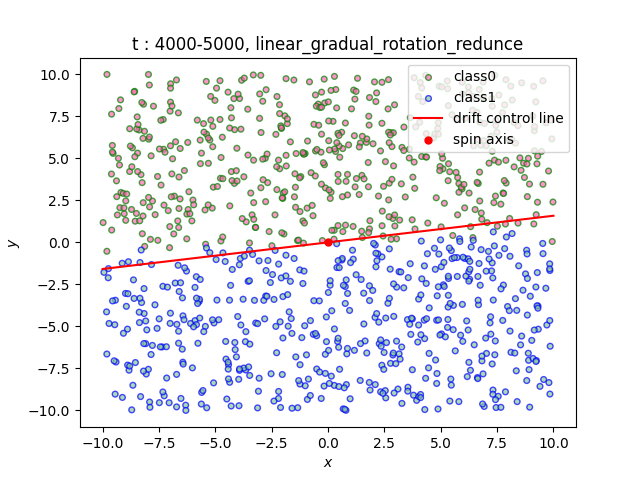 t : 4000-5000, linear_gradual_rotation_redunce
class0
class1
drift control line
spin axis
10.0
7.5
5.0
2.5
0.0
−2.5
−5.0
−7.5
−10.0
y
−10.0 −7.5 −5.0 −2.5 0.0 2.5 5.0 7.5 10.0
x